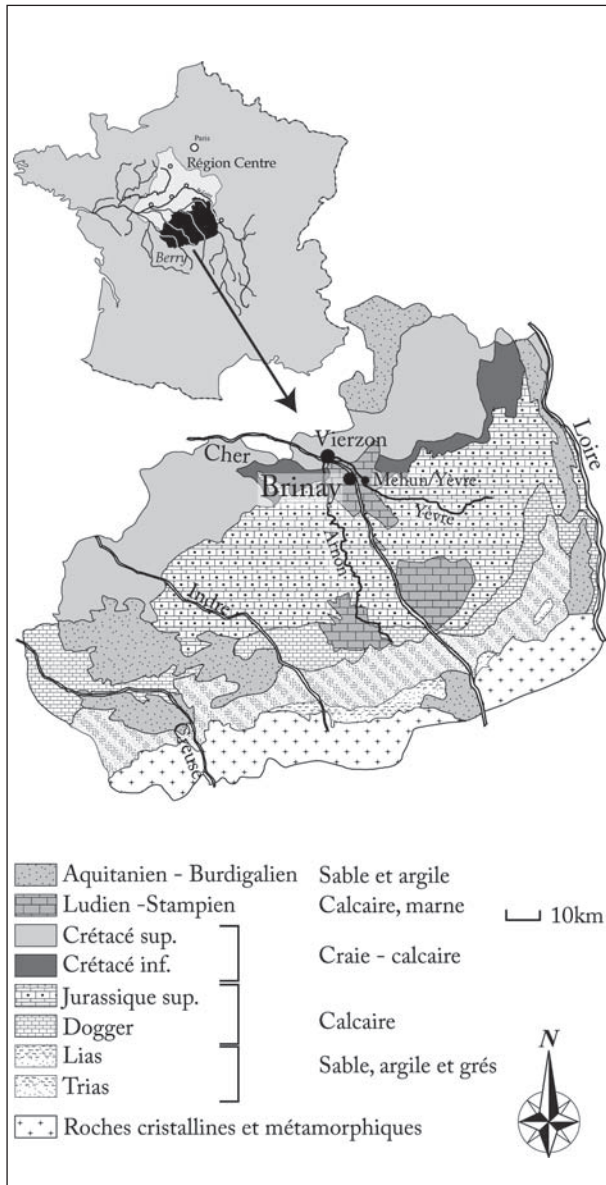 Paris
Région Centre
Berry
Vierzon
Cher
Loire
Brinay
Mehun/Yèvre
Yèvre
Arnon
Indre
Creuse
Aquitanien - Burdigalien Sable et argile
Ludien -Stampien Calcaire, marne
10km
Crétacé sup.
Crétacé inf. Craie - calcaire
Jurassique sup.
Dogger Calcaire
Lias
Trias Sable, argile et grés
Roches cristallines et métamorphiques
N